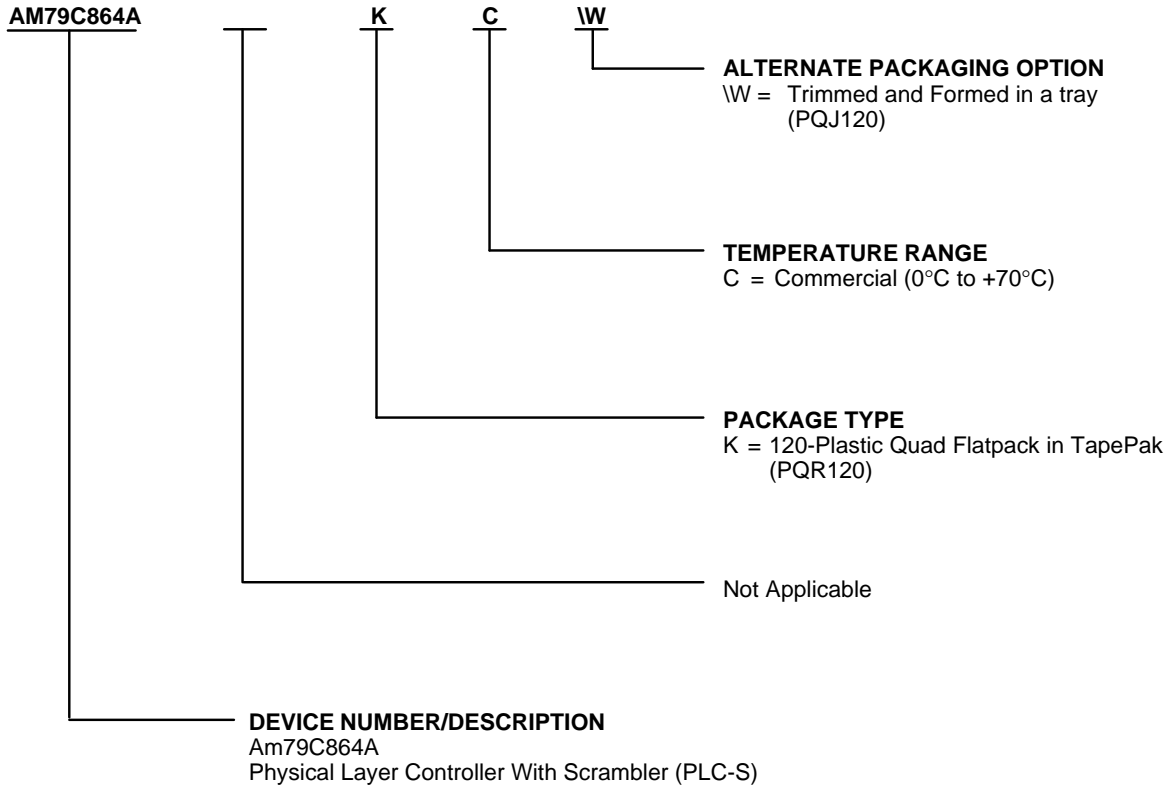 AM79C864A K C \W
ALTERNATE PACKAGING OPTION
\W = Trimmed and Formed in a tray
(PQJ120)
TEMPERATURE RANGE
C = Commercial (0°C to +70°C)
PACKAGE TYPE
K = 120-Plastic Quad Flatpack in TapePak
(PQR120)
Not Applicable
DEVICE NUMBER/DESCRIPTION
Am79C864A
Physical Layer Controller With Scrambler (PLC-S)